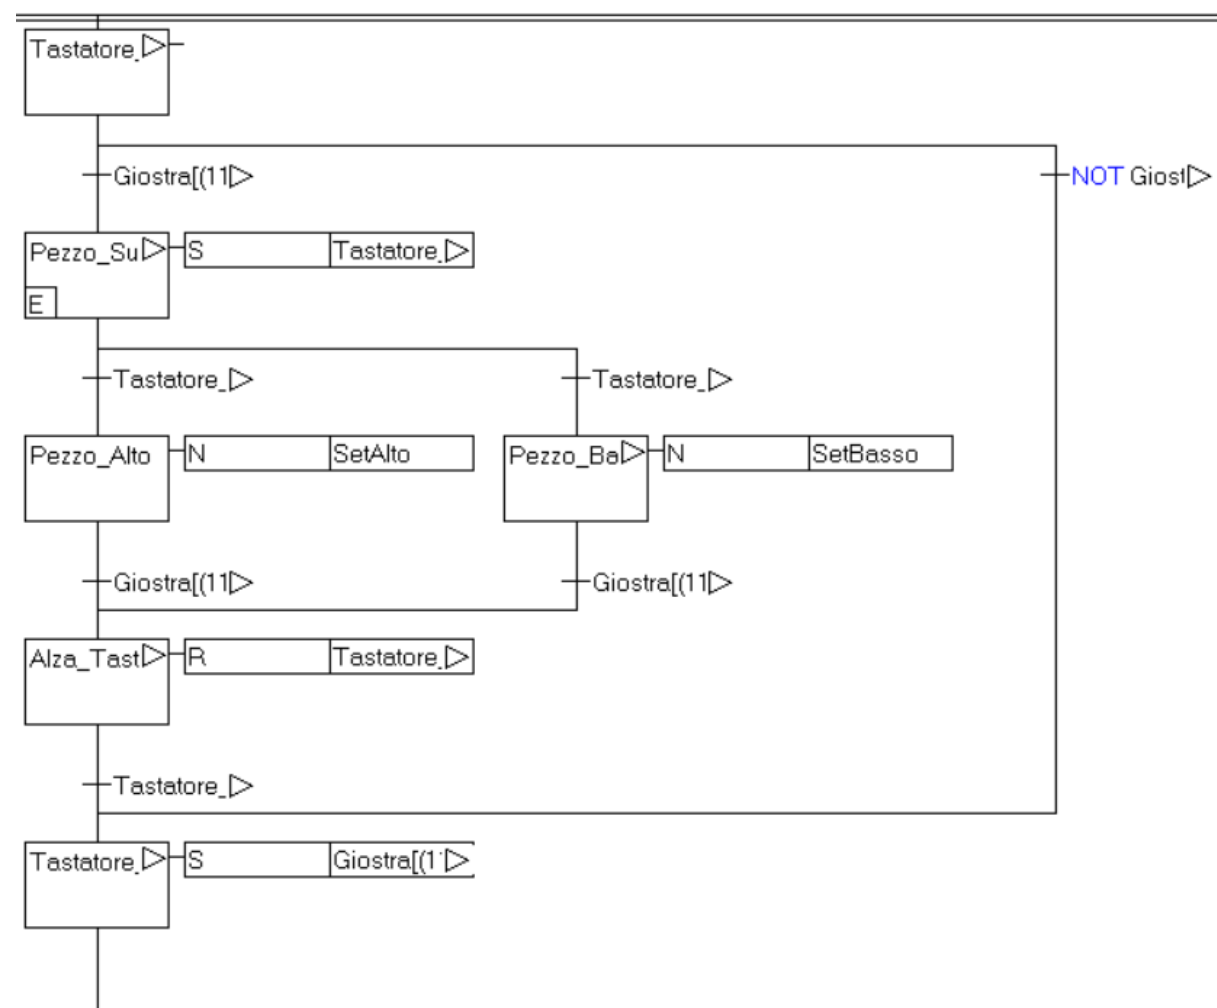 Tastatore_
Giostra[(11
NOT Giost
Pezzo_Su
S Tastatore_
E
Tastatore_
Tastatore_
Pezzo_Alto
N SetAlto
Pezzo_Ba
N SetBasso
Giostra[(11
Giostra[(11
Alza_Tast
R Tastatore_
Tastatore_
Tastatore_
S Giostra[(1